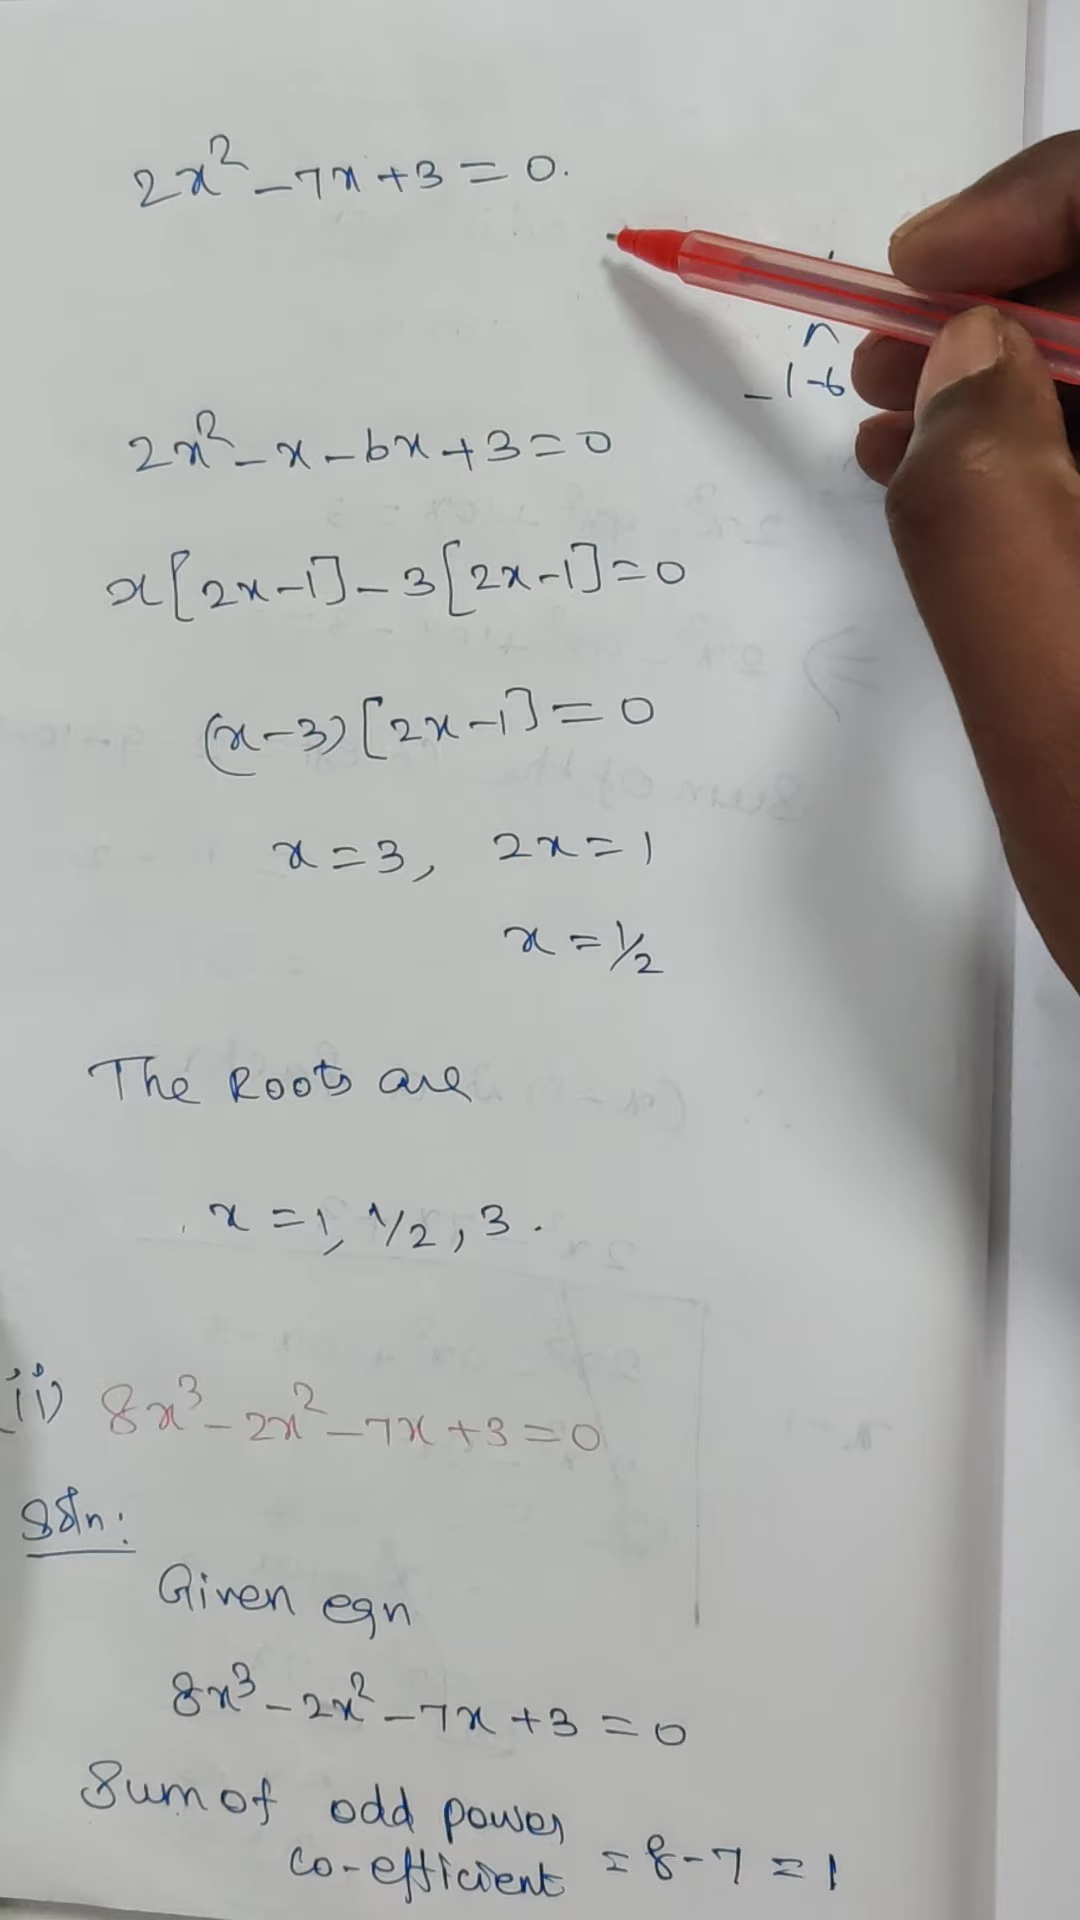 2x² - 7x + 3 = 0.
-1 -6
2x² - x - 6x + 3 = 0
x[2x-1] - 3[2x-1] = 0
(x-3)[2x-1] = 0
x = 3, 2x = 1
x = 1/2
The Roots are
x = 1, 1/2, 3.
(ii) 8x³ - 2x² - 7x + 3 = 0
Soln:
Given eqn
8x³ - 2x² - 7x + 3 = 0
Sum of odd power
co-efficient = 8 - 7 = 1